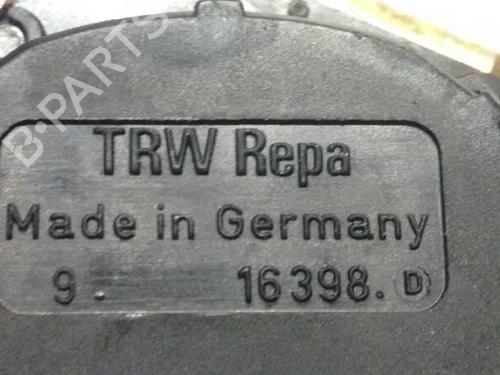 B-PARTS
TRW Repa
Made in Germany
9. 16398. D